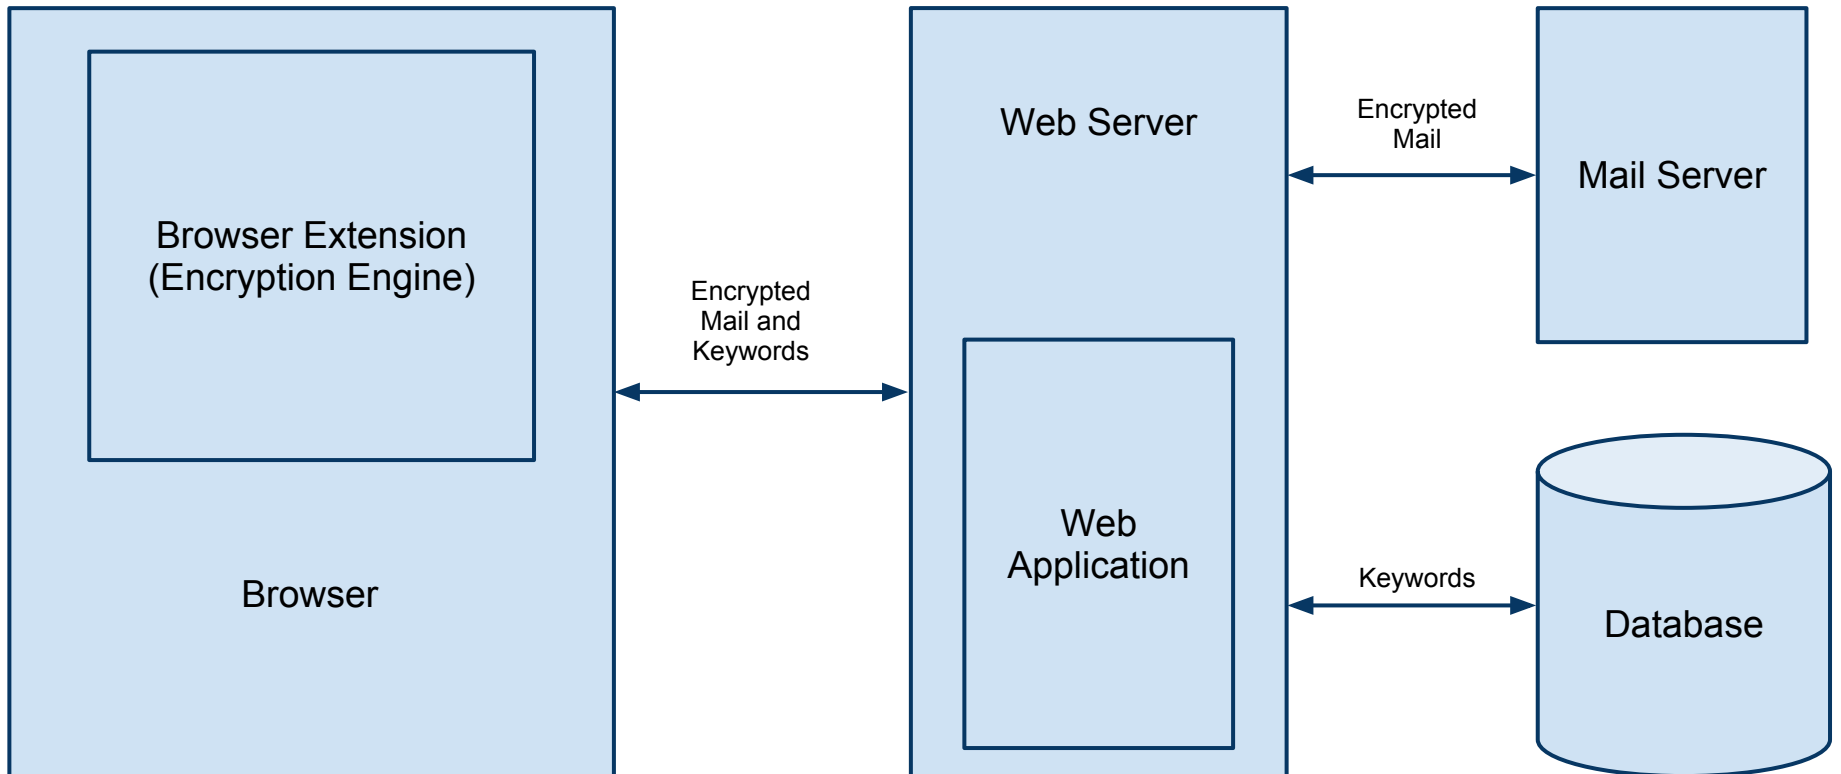 Browser Extension
(Encryption Engine)
Browser
Encrypted
Mail and
Keywords
Web Server
Web
Application
Encrypted
Mail
Mail Server
Keywords
Database